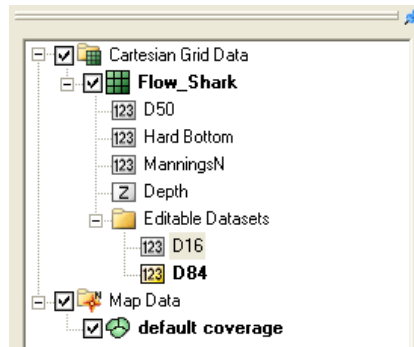 Cartesian Grid Data
Flow_Shark
123 D50
123 Hard Bottom
123 ManningsN
Z Depth
Editable Datasets
123 D16
123 D84
Map Data
default coverage